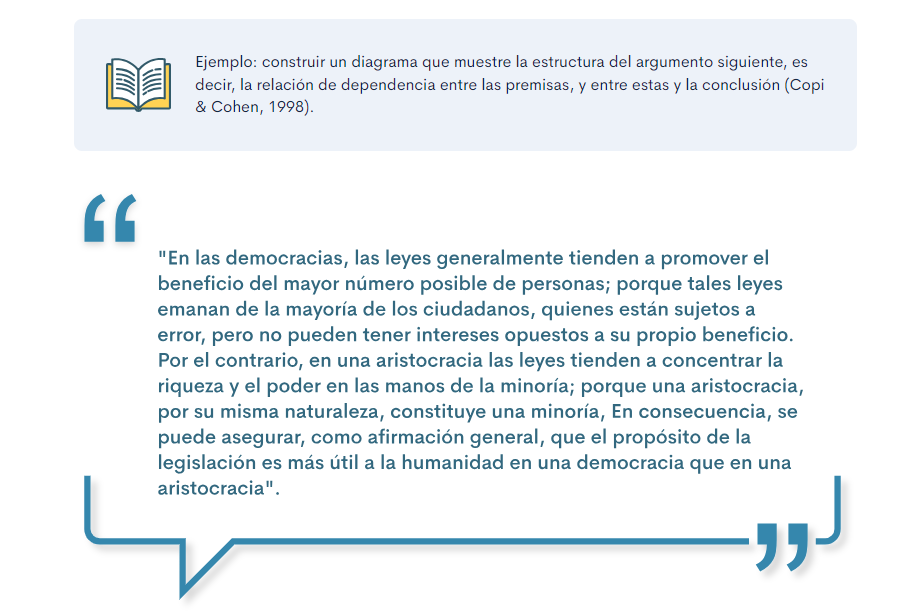 Ejemplo: construir un diagrama que muestre la estructura del argumento siguiente, es
decir, la relación de dependencia entre las premisas, y entre estas y la conclusión (Copi
& Cohen, 1998).
"En las democracias, las leyes generalmente tienden a promover el
beneficio del mayor número posible de personas; porque tales leyes
emanan de la mayoría de los ciudadanos, quienes están sujetos a
error, pero no pueden tener intereses opuestos a su propio beneficio.
Por el contrario, en una aristocracia las leyes tienden a concentrar la
riqueza y el poder en las manos de la minoría; porque una aristocracia,
por su misma naturaleza, constituye una minoría, En consecuencia, se
puede asegurar, como afirmación general, que el propósito de la
legislación es más útil a la humanidad en una democracia que en una
aristocracia".